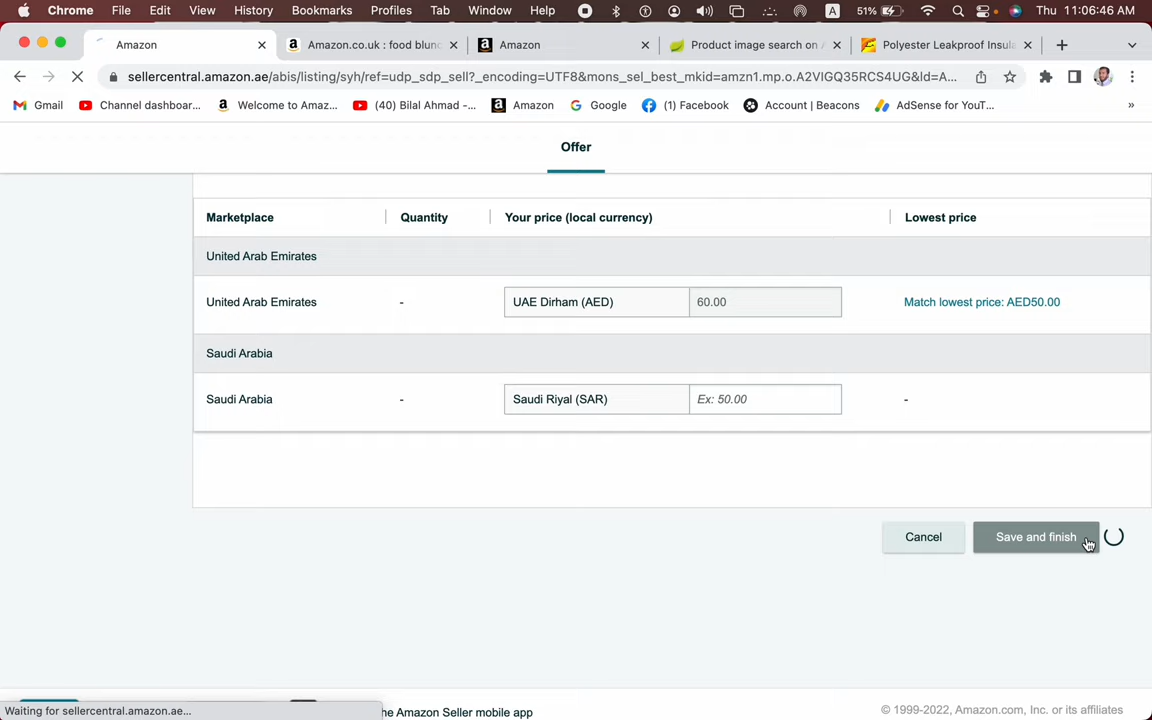 Chrome File Edit View History Bookmarks Profiles Tab Window Help A 51% Thu 11:06:46 AM
Amazon Amazon.co.uk : food blun Amazon Product image search on Polyester Leakproof Insula
sellercentral.amazon.ae/abis/listing/syh/ref=udp_sdp_sell?_encoding=UTF8&mons_sel_best_mkid=amzn1.mp.o.A2VIGQ35RCS4UG&ld=A...
Gmail Channel dashboar... Welcome to Amaz... (40) Bilal Ahmad -... Amazon Google (1) Facebook Account | Beacons AdSense for YouT... »
Offer
Marketplace Quantity Your price (local currency) Lowest price
United Arab Emirates
United Arab Emirates - UAE Dirham (AED) 60.00 Match lowest price: AED50.00
Saudi Arabia
Saudi Arabia - Saudi Riyal (SAR) Ex: 50.00 -
Cancel Save and finish
Waiting for sellercentral.amazon.ae... he Amazon Seller mobile app © 1999-2022, Amazon.com, Inc. or its affiliates